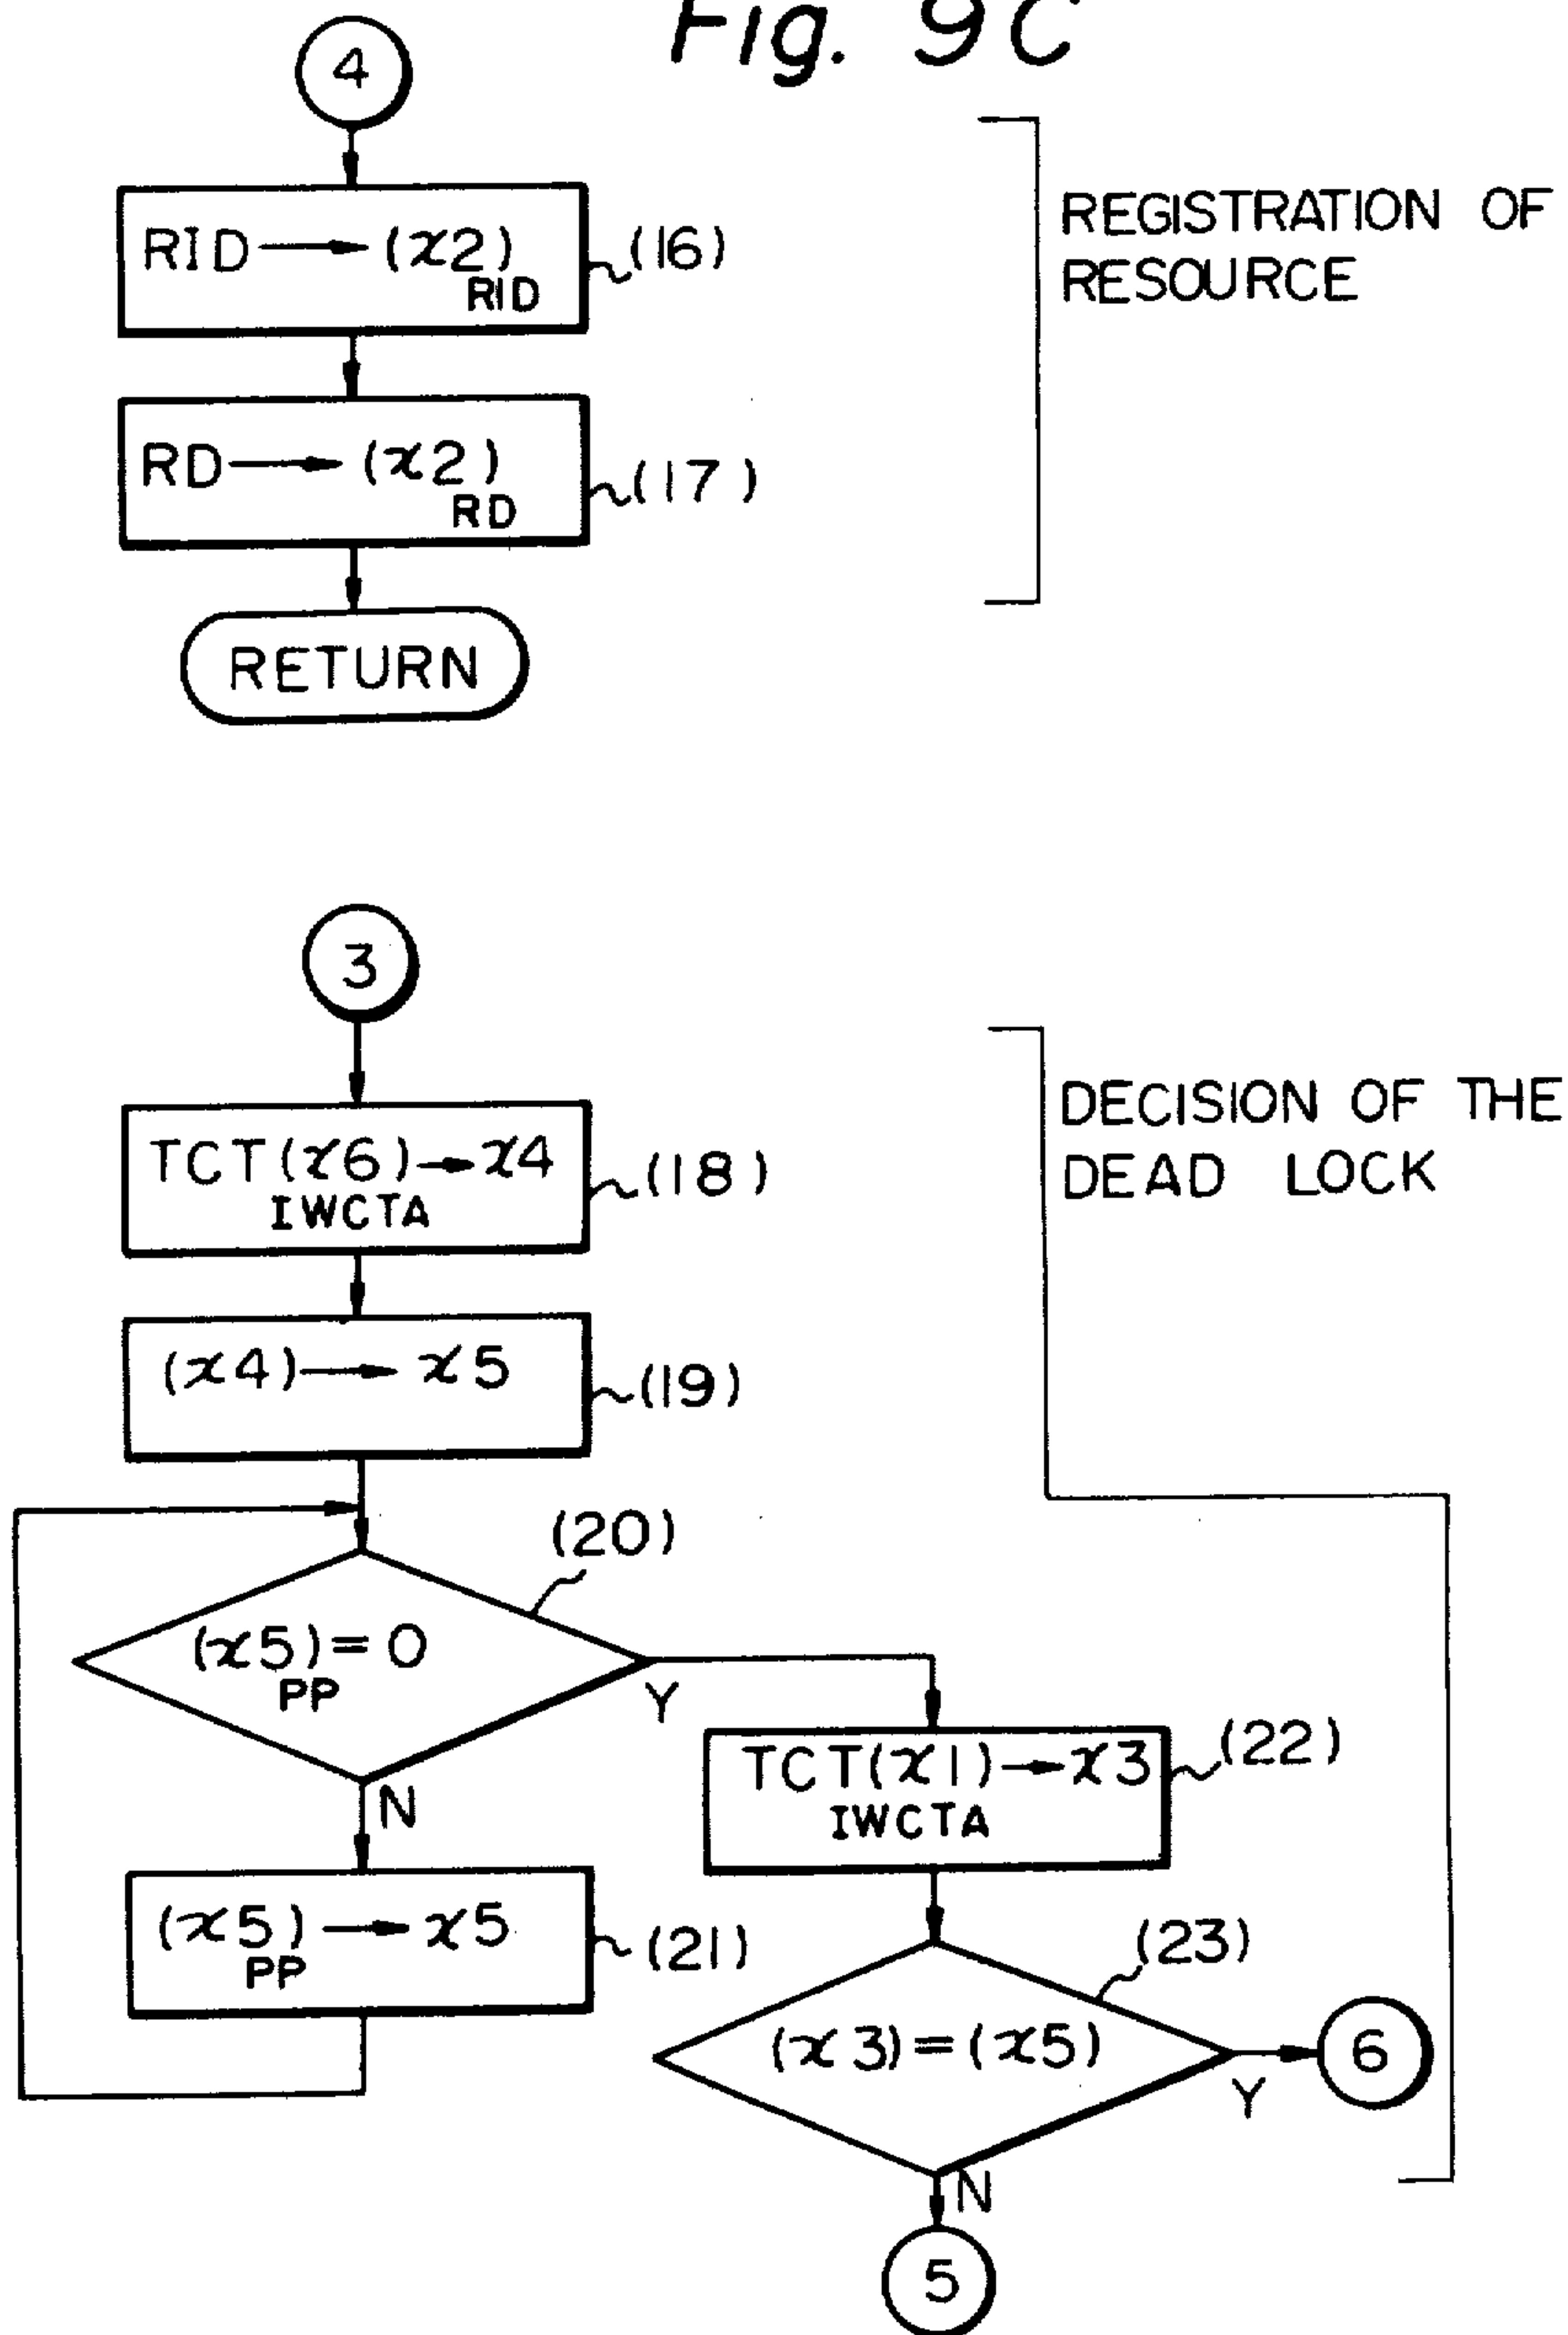 Fig. 9C
4
RID → (x2)
RID
(16)
REGISTRATION OF
RESOURCE
RD → (x2)
RD
(17)
RETURN
3
TCT(x6) → x4
IWCTA
(18)
DECISION OF THE
DEAD LOCK
(x4) → x5
(19)
(20)
(x5) = 0
PP
Y
N
TCT(x1) → x3
IWCTA
(22)
(x5) → x5
PP
(21)
(23)
(x3) = (x5)
Y
6
N
5